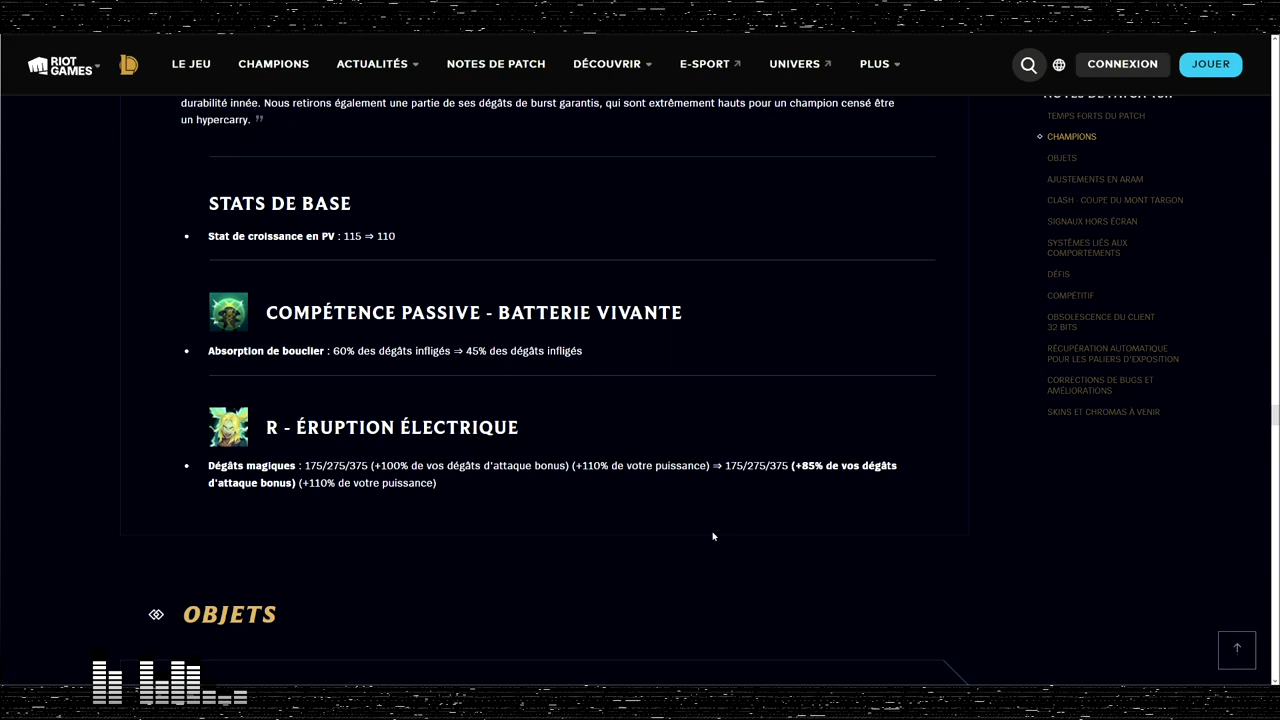 RIOT GAMES
LE JEU
CHAMPIONS
ACTUALITÉS
NOTES DE PATCH
DÉCOUVRIR
E-SPORT
UNIVERS
PLUS
CONNEXION
JOUER
durabilité innée. Nous retirons également une partie de ses dégâts de burst garantis, qui sont extrêmement hauts pour un champion censé être
un hypercarry. ”
STATS DE BASE
• Stat de croissance en PV : 115 ⇒ 110
COMPÉTENCE PASSIVE - BATTERIE VIVANTE
• Absorption de bouclier : 60% des dégâts infligés ⇒ 45% des dégâts infligés
R - ÉRUPTION ÉLECTRIQUE
• Dégâts magiques : 175/275/375 (+100% de vos dégâts d'attaque bonus) (+110% de votre puissance) ⇒ 175/275/375 (+85% de vos dégâts
d'attaque bonus) (+110% de votre puissance)
OBJETS
TEMPS FORTS DU PATCH
CHAMPIONS
OBJETS
AJUSTEMENTS EN ARAM
CLASH - COUPE DU MONT TARGON
SIGNAUX HORS ÉCRAN
SYSTÈMES LIÉS AUX
COMPORTEMENTS
DÉFIS
COMPÉTITIF
OBSOLESCENCE DU CLIENT
32 BITS
RÉCUPÉRATION AUTOMATIQUE
POUR LES PALIERS D'EXPOSITION
CORRECTIONS DE BUGS ET
AMÉLIORATIONS
SKINS ET CHROMAS À VENIR